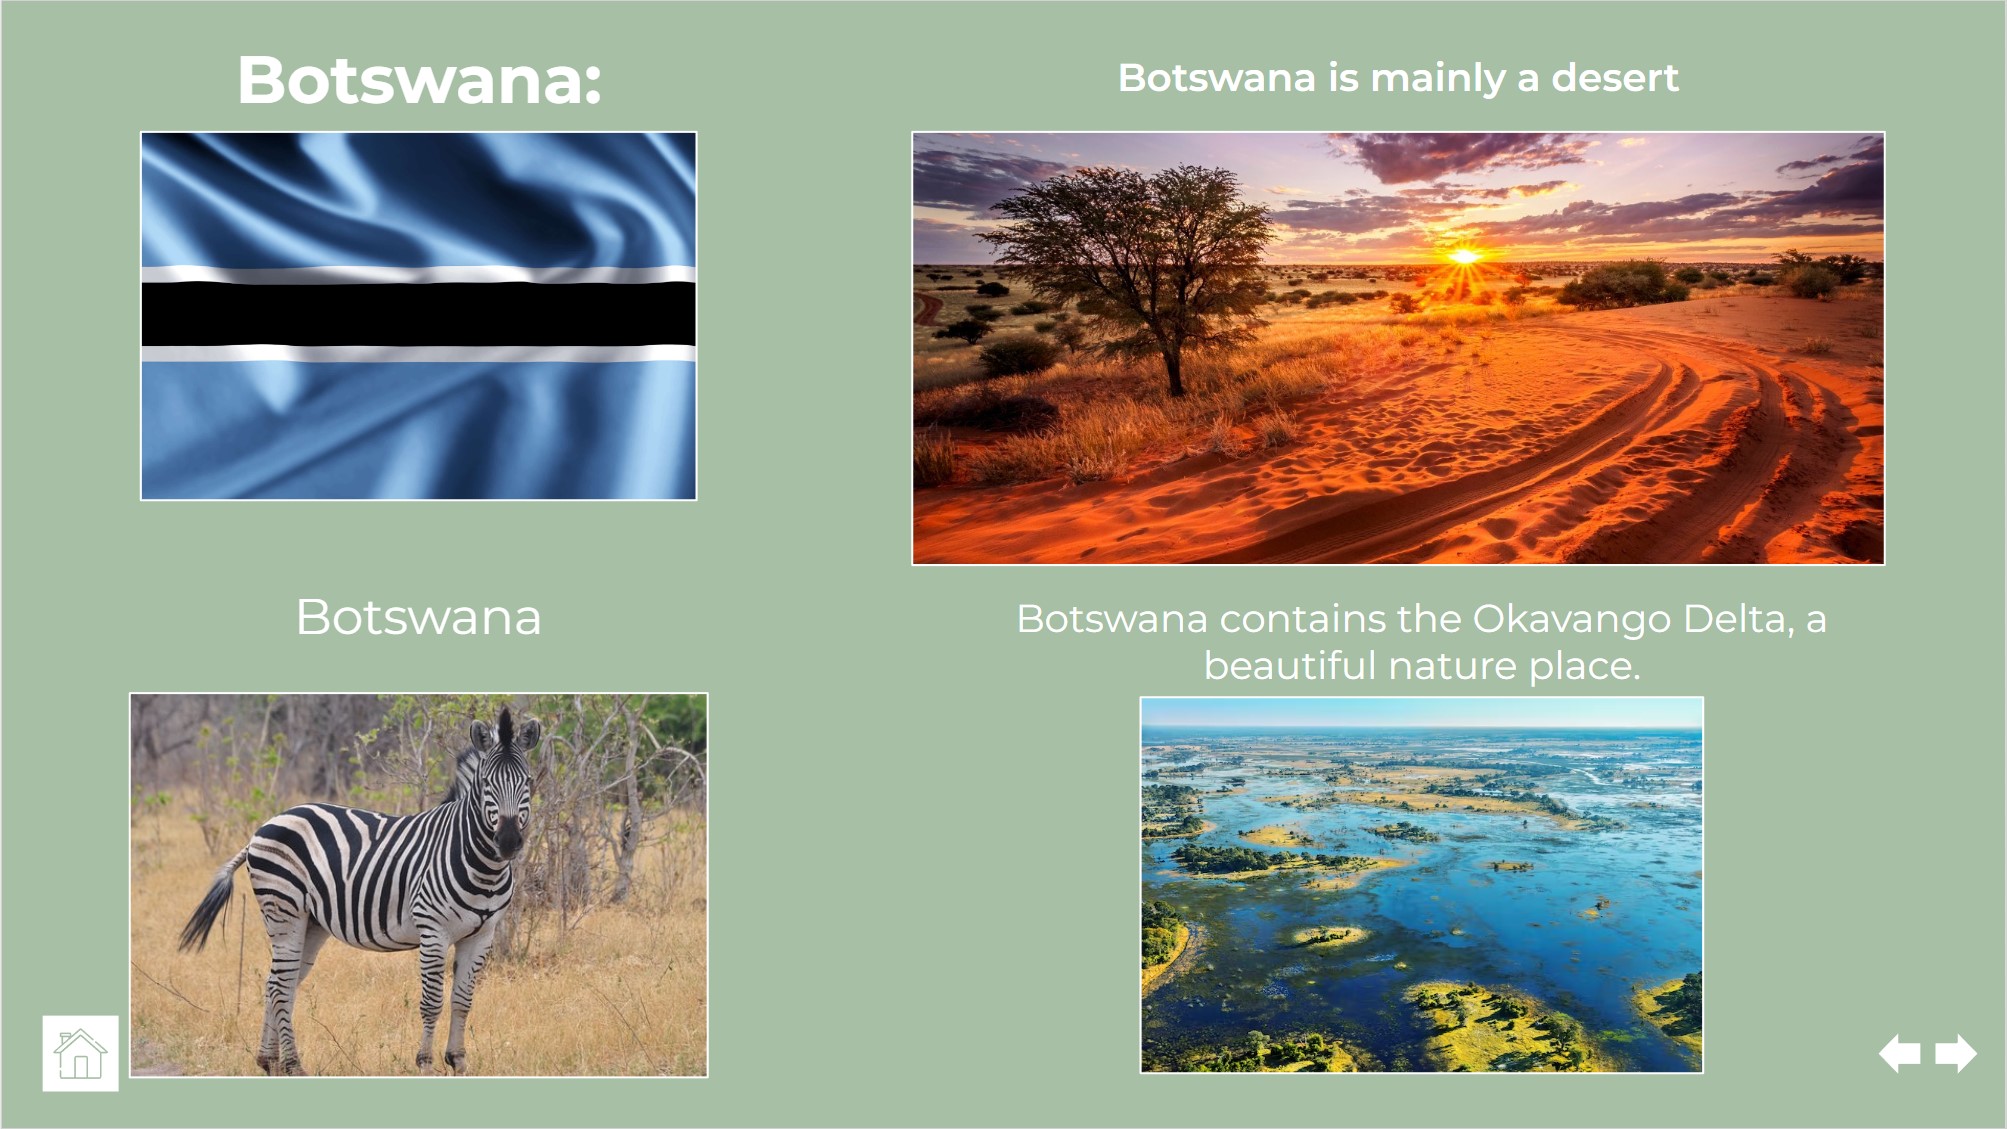 Botswana:
Botswana is mainly a desert
Botswana
Botswana contains the Okavango Delta, a
beautiful nature place.